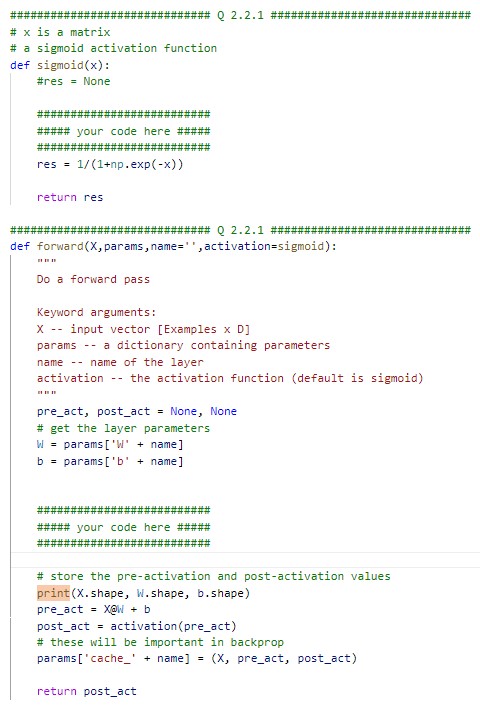 ############################## Q 2.2.1 ##############################
# x is a matrix
# a sigmoid activation function
def sigmoid(x):
#res = None
##########################
##### your code here #####
##########################
res = 1/(1+np.exp(-x))
return res
############################## Q 2.2.1 ##############################
def forward(X,params,name='',activation=sigmoid):
"""
Do a forward pass
Keyword arguments:
X -- input vector [Examples x D]
params -- a dictionary containing parameters
name -- name of the layer
activation -- the activation function (default is sigmoid)
"""
pre_act, post_act = None, None
# get the layer parameters
W = params['W' + name]
b = params['b' + name]
##########################
##### your code here #####
##########################
# store the pre-activation and post-activation values
print(X.shape, W.shape, b.shape)
pre_act = X@W + b
post_act = activation(pre_act)
# these will be important in backprop
params['cache_' + name] = (X, pre_act, post_act)
return post_act